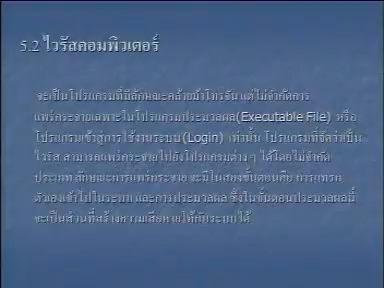 5.2 ไวรัสคอมพิวเตอร์
จะเป็นโปรแกรมที่มีลักษณะคล้ายม้าโทรจัน แต่ไม่จำกัดการ
แพร่กระจายเฉพาะในโปรแกรมประมวลผล(Executable File) หรือ
โปรแกรมเข้าสู่การใช้งานระบบ(Login) เท่านั้น โปรแกรมที่จัดว่าเป็น
ไวรัส สามารถแพร่กระจายไปยังโปรแกรมต่าง ๆ ได้โดยไม่จำกัด
ประเภท ลักษณะการแพร่กระจาย จะมีในสองขั้นตอนคือ การแทรก
ตัวเองเข้าไปในระบบ และการประมวลผล ซึ่งในขั้นตอนประมวลผลนี้
จะเป็นส่วนที่สร้างความเสียหายให้กับระบบได้